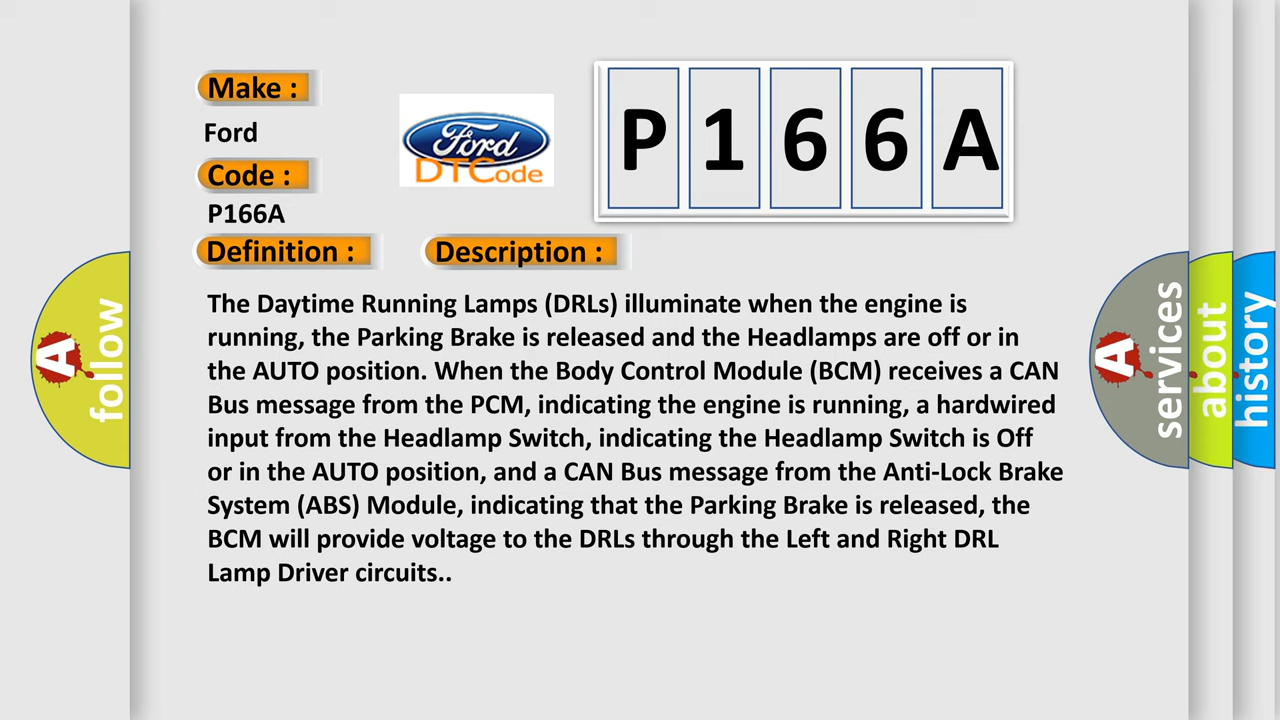 Make :
Ford
Code :
P166A
Ford
DTCode
P166A
Definition :
Description :
The Daytime Running Lamps (DRLs) illuminate when the engine is
running, the Parking Brake is released and the Headlamps are off or in
the AUTO position. When the Body Control Module (BCM) receives a CAN
Bus message from the PCM, indicating the engine is running, a hardwired
input from the Headlamp Switch, indicating the Headlamp Switch is Off
or in the AUTO position, and a CAN Bus message from the Anti-Lock Brake
System (ABS) Module, indicating that the Parking Brake is released, the
BCM will provide voltage to the DRLs through the Left and Right DRL
Lamp Driver circuits..
A
follow
A
services
about
history